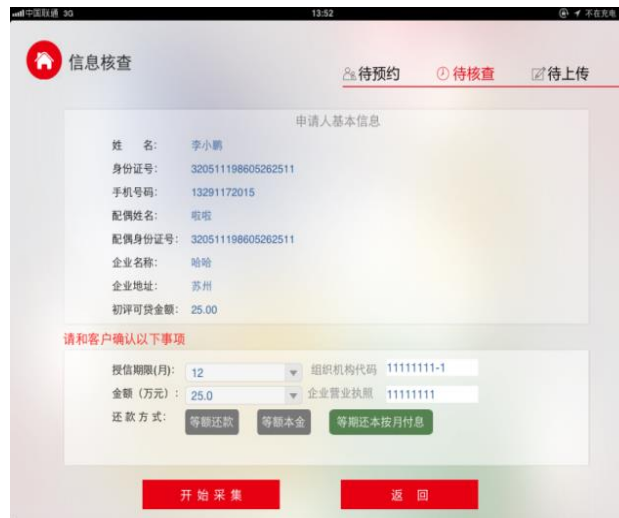 中国联通 3G 13:52 不在充电
信息核查 待预约 待核查 待上传
申请人基本信息
姓 名: 李小鹏
身份证号: 320511198605262511
手机号码: 13291172015
配偶姓名: 啦啦
配偶身份证号: 320511198605262511
企业名称: 哈哈
企业地址: 苏州
初评可贷金额: 25.00
请和客户确认以下事项
授信期限(月): 12 组织机构代码 11111111-1
金额（万元）: 25.0 企业营业执照 11111111
还款方式: 等额还款 等额本金 等期还本按月付息
开始采集 返回